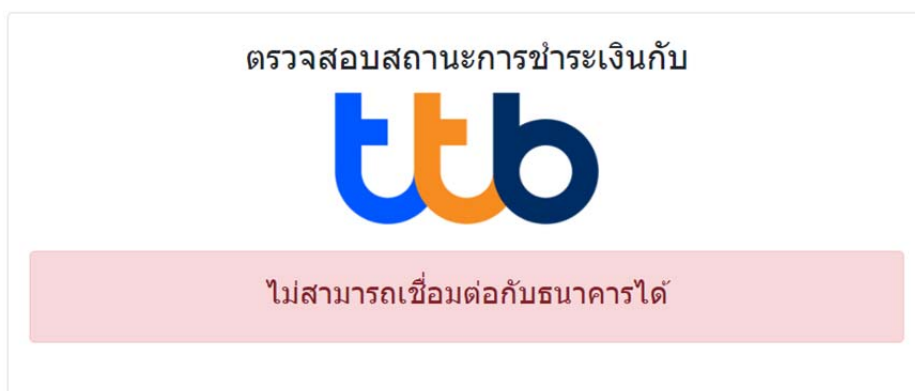 ตรวจสอบสถานะการชำระเงินกับ
ttb
ไม่สามารถเชื่อมต่อกับธนาคารได้